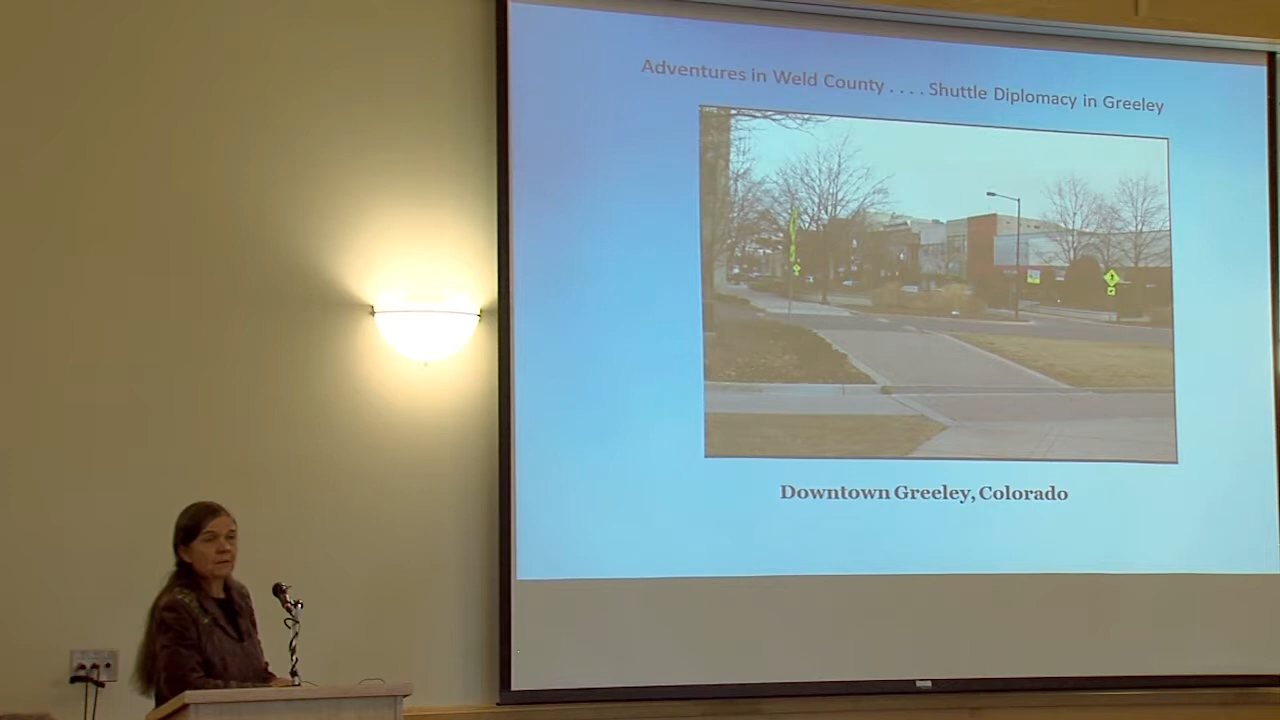 Adventures in Weld County . . . . Shuttle Diplomacy in Greeley
Downtown Greeley, Colorado